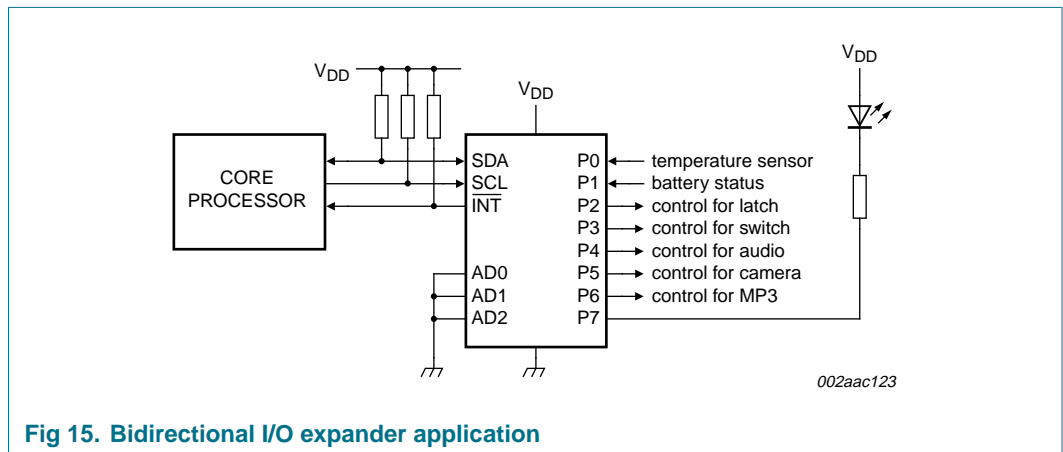 VDD
VDD
VDD
CORE
PROCESSOR
SDA
SCL
INT
AD0
AD1
AD2
P0
P1
P2
P3
P4
P5
P6
P7
temperature sensor
battery status
control for latch
control for switch
control for audio
control for camera
control for MP3
002aac123
Fig 15. Bidirectional I/O expander application